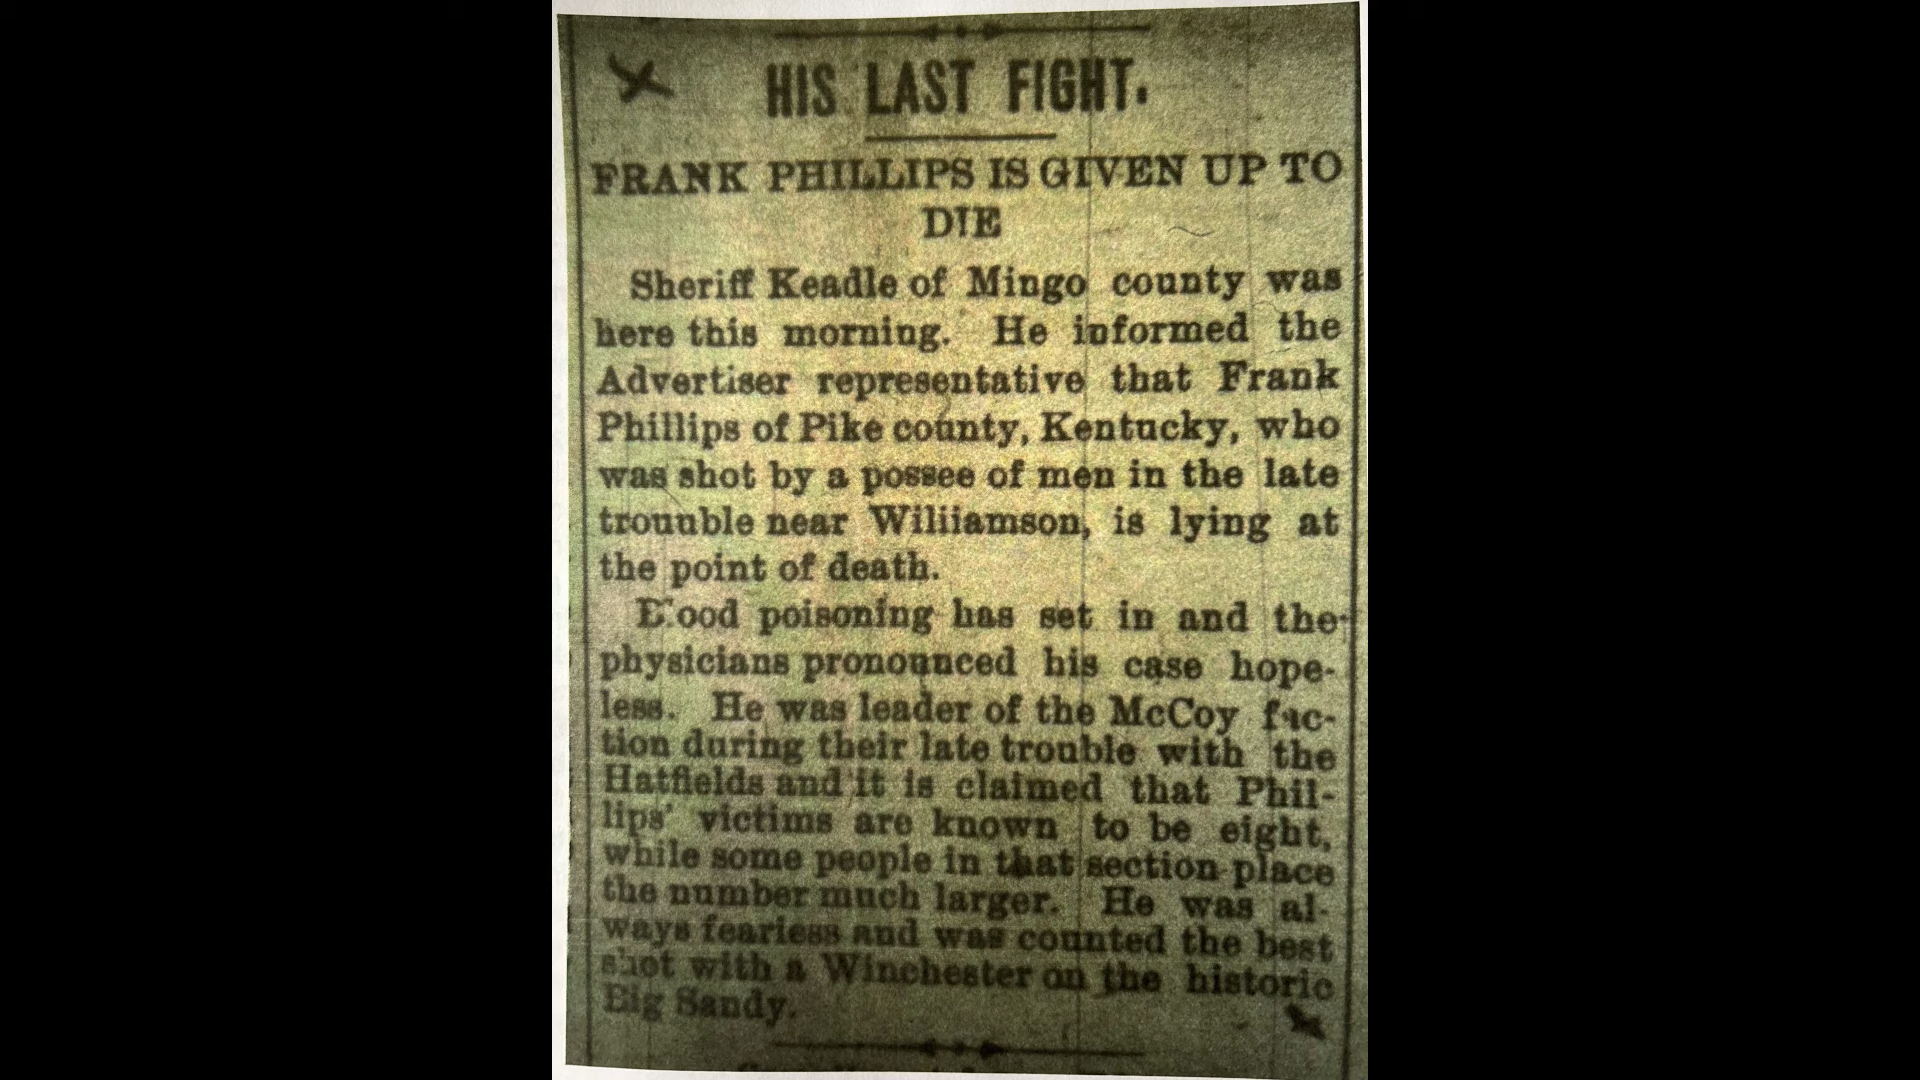 HIS LAST FIGHT.
FRANK PHILLIPS IS GIVEN UP TO
DIE
Sheriff Keadle of Mingo county was
here this morning. He informed the
Advertiser representative that Frank
Phillips of Pike county, Kentucky, who
was shot by a possee of men in the late
trouuble near Wiliiamson, is lying at
the point of death.
Blood poisoning has set in and the
physicians pronounced his case hope-
less. He was leader of the McCoy fac-
tion during their late trouble with the
Hatfields and it is claimed that Phil-
lips' victims are known to be eight,
while some people in that section place
the number much larger. He was al-
ways fearless and was counted the best
shot with a Winchester on the historic
Big Sandy.